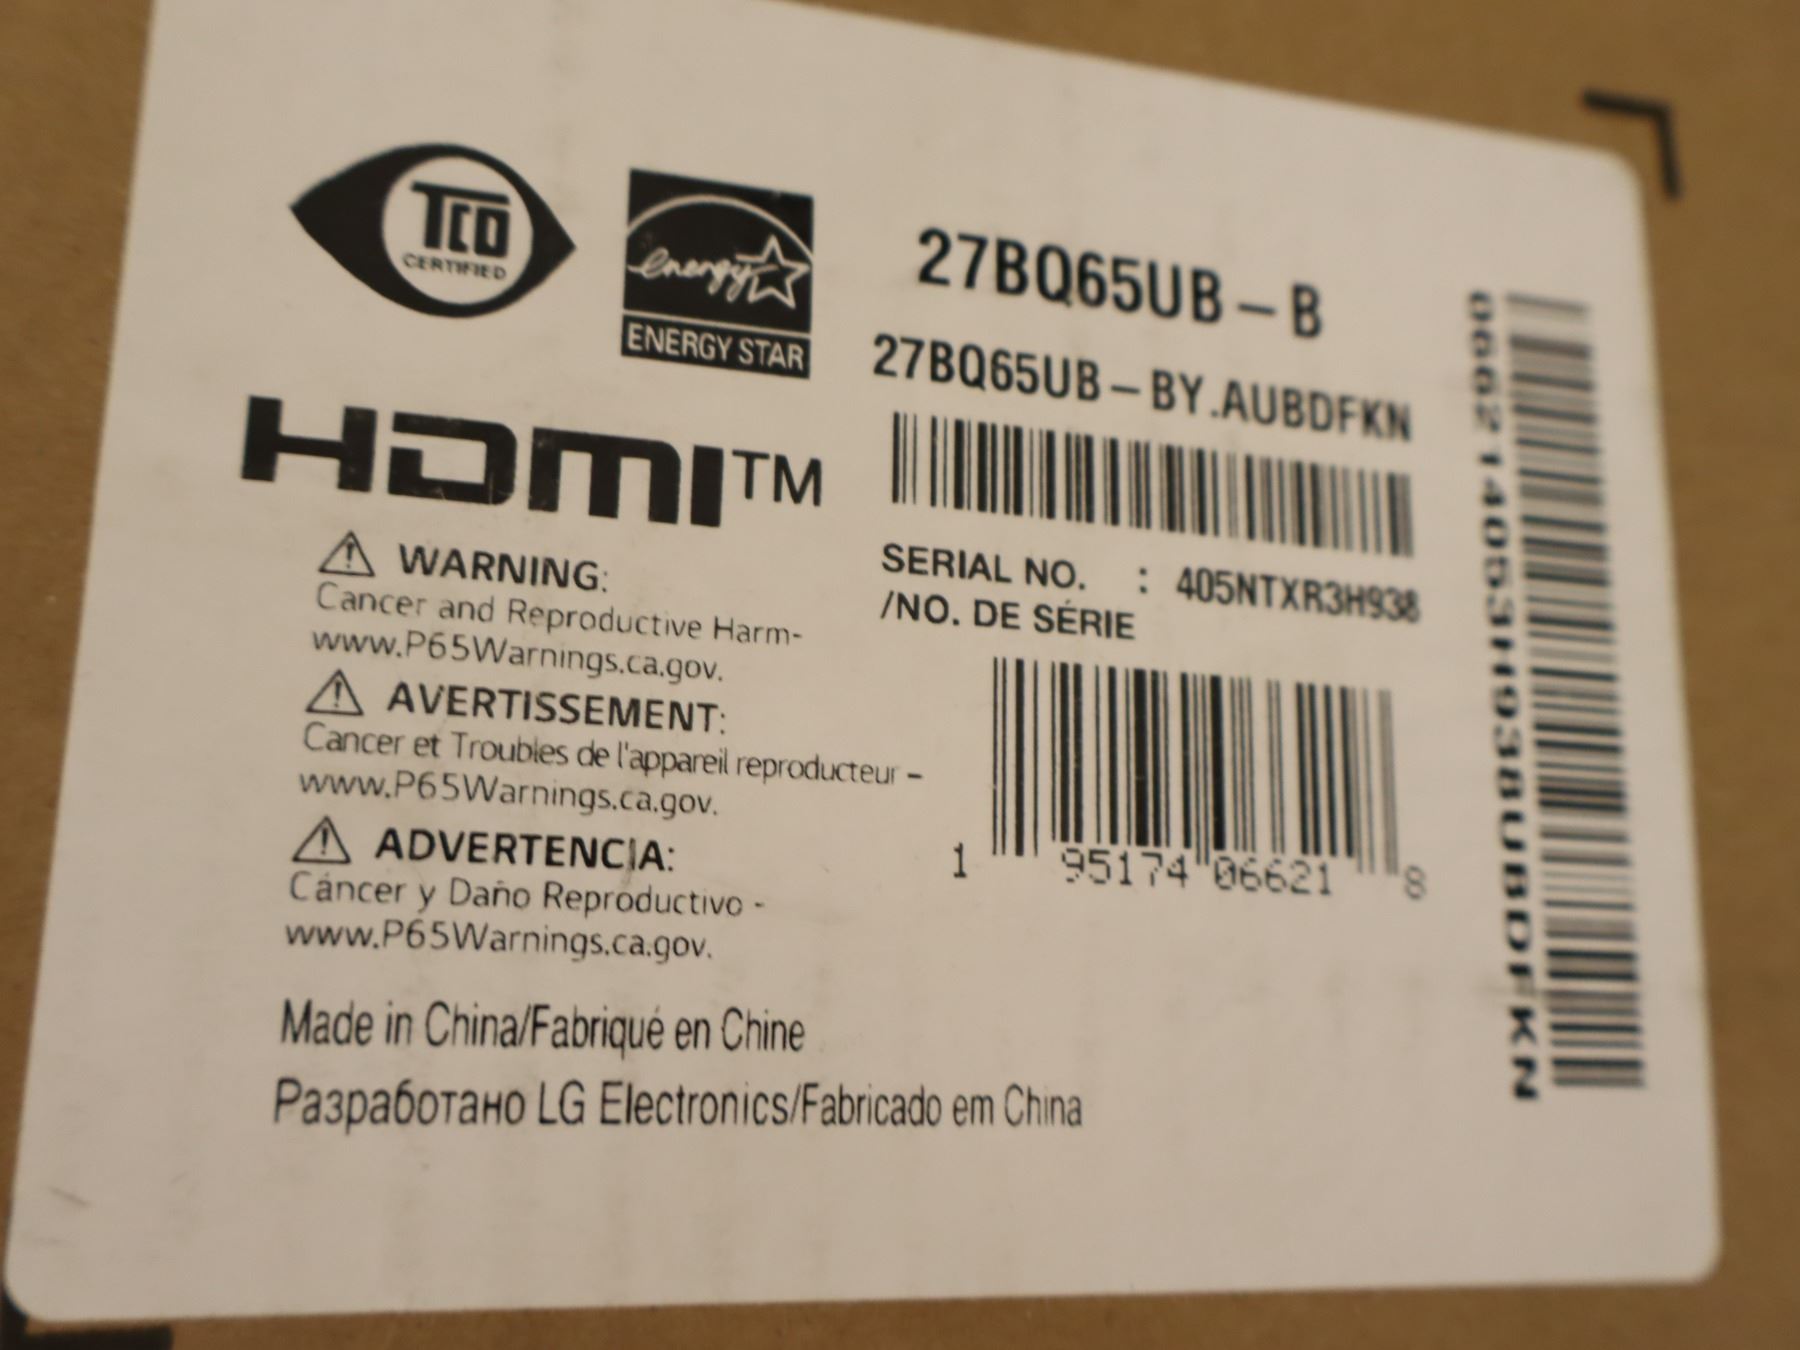 TCO
CERTIFIED
energy
ENERGY STAR
27BQ65UB-B
27BQ65UB-BY.AUBDFKN
HDMI™
SERIAL NO. : 405NTXR3H938
/NO. DE SÉRIE
⚠ WARNING:
Cancer and Reproductive Harm-
www.P65Warnings.ca.gov.
⚠ AVERTISSEMENT:
Cancer et Troubles de l'appareil reproducteur –
www.P65Warnings.ca.gov.
⚠ ADVERTENCIA:
Cáncer y Daño Reproductivo -
www.P65Warnings.ca.gov.
1 95174 06621 8
Made in China/Fabriqué en Chine
Разработано LG Electronics/Fabricado em China
066214053H938UBDFKN